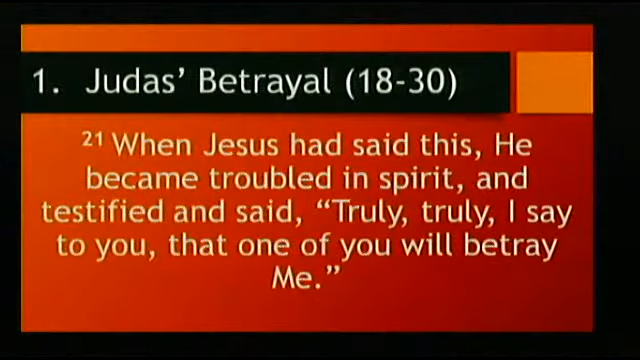 1. Judas’ Betrayal (18-30)
21 When Jesus had said this, He
became troubled in spirit, and
testified and said, “Truly, truly, I say
to you, that one of you will betray
Me.”